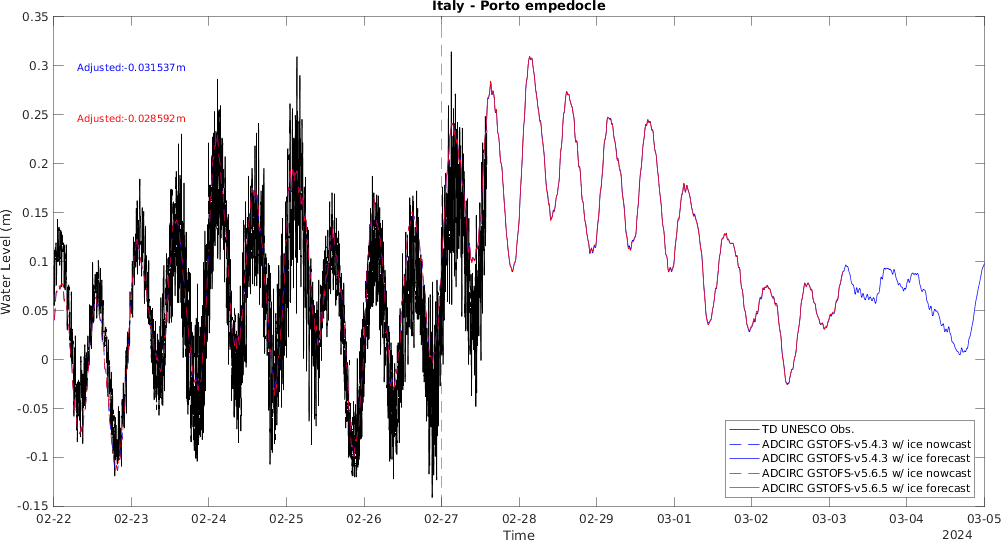 Italy - Porto empedocle
0.35
0.3
0.25
0.2
0.15
0.1
0.05
0
-0.05
-0.1
-0.15
Water Level (m)
Adjusted:-0.031537m
Adjusted:-0.028592m
TD UNESCO Obs.
ADCIRC GSTOFS-v5.4.3 w/ ice nowcast
ADCIRC GSTOFS-v5.4.3 w/ ice forecast
ADCIRC GSTOFS-v5.6.5 w/ ice nowcast
ADCIRC GSTOFS-v5.6.5 w/ ice forecast
02-22 02-23 02-24 02-25 02-26 02-27 02-28 02-29 03-01 03-02 03-03 03-04 03-05
Time
2024